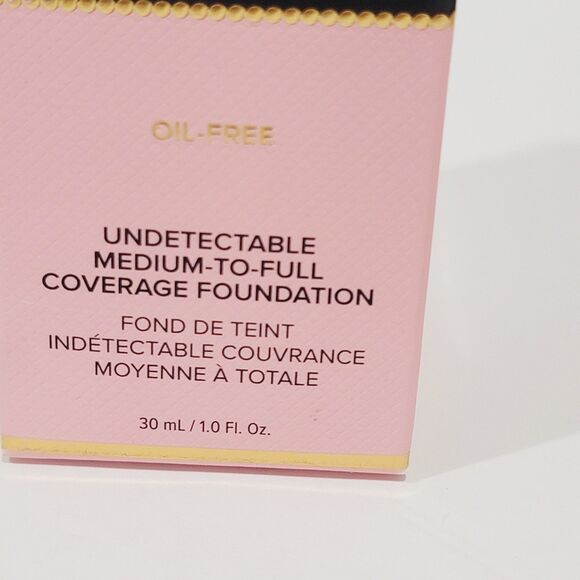 OIL-FREE
UNDETECTABLE
MEDIUM-TO-FULL
COVERAGE FOUNDATION
FOND DE TEINT
INDÉTECTABLE COUVRANCE
MOYENNE À TOTALE
30 mL / 1.0 Fl. Oz.